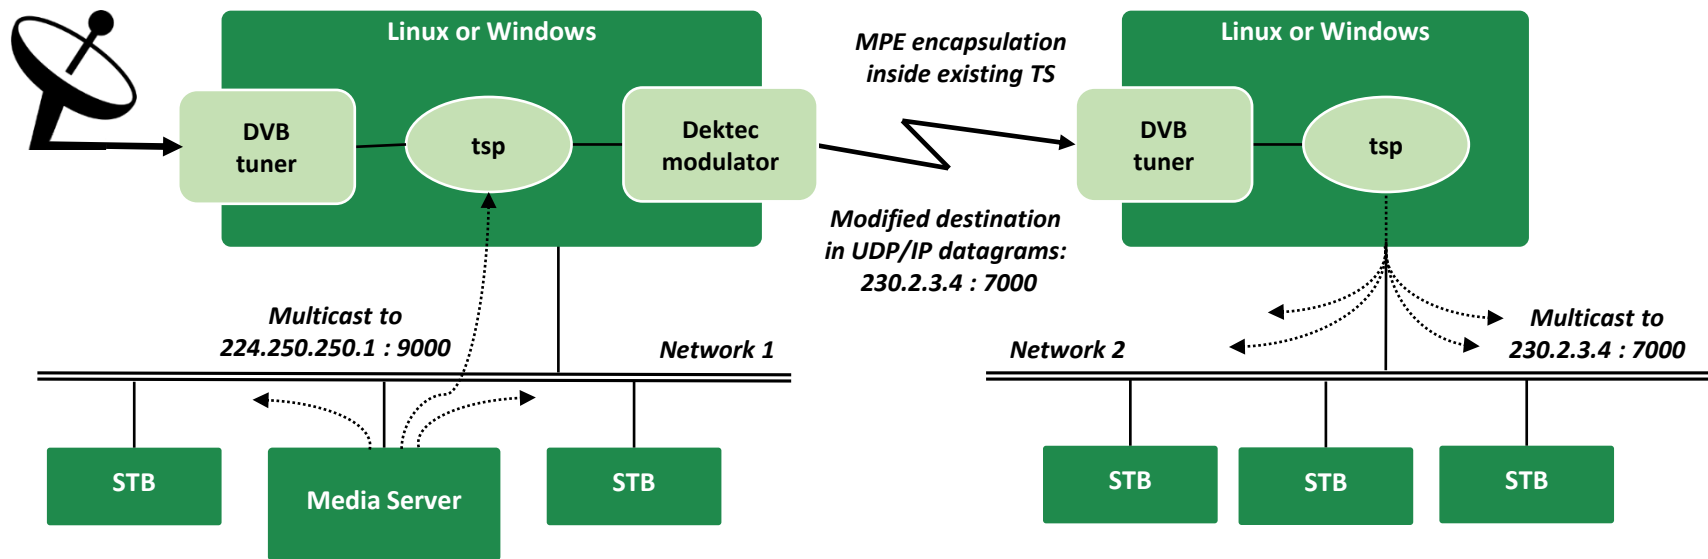 Linux or Windows
DVB
tuner
tsp
Dektec
modulator
MPE encapsulation
inside existing TS
Modified destination
in UDP/IP datagrams:
230.2.3.4 : 7000
Linux or Windows
DVB
tuner
tsp
Multicast to
224.250.250.1 : 9000
Network 1
Network 2
Multicast to
230.2.3.4 : 7000
STB
Media Server
STB
STB
STB
STB